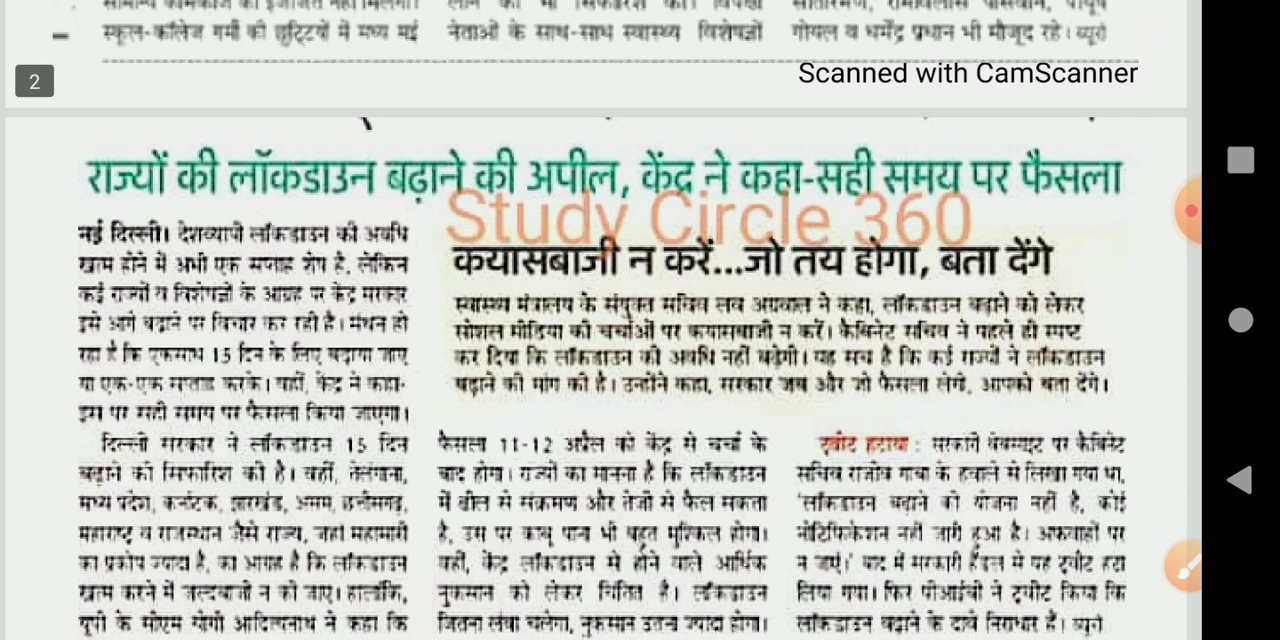 स्कूल-कॉलेज गर्मी की छुट्टियों में मध्य मई
नेताओं के साथ-साथ स्वास्थ्य विशेषज्ञों
गोयल व धर्मेंद्र प्रधान भी मौजूद रहे। ब्यूरो
2
Scanned with CamScanner
राज्यों की लॉकडाउन बढ़ाने की अपील, केंद्र ने कहा-सही समय पर फैसला
Study Circle 360
नई दिल्ली। देशव्यापी लॉकडाउन की अवधि
खत्म होने में अभी एक सप्ताह शेष है, लेकिन
कई राज्यों व विशेषज्ञों के आग्रह पर केंद्र सरकार
इसे आगे बढ़ाने पर विचार कर रही है। मंथन हो
रहा है कि एकसाथ 15 दिन के लिए बढ़ाया जाए
या एक-एक सप्ताह करके। वहीं, केंद्र ने कहा-
इस पर सही समय पर फैसला किया जाएगा।
कयासबाजी न करें...जो तय होगा, बता देंगे
स्वास्थ्य मंत्रालय के संयुक्त सचिव लव अग्रवाल ने कहा, लॉकडाउन बढ़ाने को लेकर
सोशल मीडिया की चर्चाओं पर कयासबाजी न करें। कैबिनेट सचिव ने पहले ही स्पष्ट
कर दिया कि लॉकडाउन की अवधि नहीं बढ़ेगी। यह सच है कि कई राज्यों ने लॉकडाउन
बढ़ाने की मांग की है। उन्होंने कहा, सरकार जब और जो फैसला लेगी, आपको बता देंगे।
दिल्ली सरकार ने लॉकडाउन 15 दिन
बढ़ाने की सिफारिश की है। वहीं, तेलंगाना,
मध्य प्रदेश, कर्नाटक, झारखंड, असम, छत्तीसगढ़,
महाराष्ट्र व राजस्थान जैसे राज्य, जहां महामारी
का प्रकोप ज्यादा है, का आग्रह है कि लॉकडाउन
खत्म करने में जल्दबाजी न की जाए। हालांकि,
यूपी के सीएम योगी आदित्यनाथ ने कहा कि
फैसला 11-12 अप्रैल को केंद्र से चर्चा के
बाद होगा। राज्यों का मानना है कि लॉकडाउन
में ढील से संक्रमण और तेजी से फैल सकता
है, उस पर काबू पाना भी बहुत मुश्किल होगा।
वहीं, केंद्र लॉकडाउन से होने वाले आर्थिक
नुकसान को लेकर चिंतित है। लॉकडाउन
जितना लंबा चलेगा, नुकसान उतना ज्यादा होगा।
ट्वीट हटाया : सरकारी वेबसाइट पर कैबिनेट
सचिव राजीव गाबा के हवाले से लिखा गया था,
'लॉकडाउन बढ़ाने की योजना नहीं है, कोई
नोटिफिकेशन नहीं जारी हुआ है। अफवाहों पर
न जाएं।' बाद में सरकारी हैंडल से यह ट्वीट हटा
लिया गया। फिर पीआईबी ने ट्वीट किया कि
लॉकडाउन बढ़ाने के दावे निराधार हैं। ब्यूरो